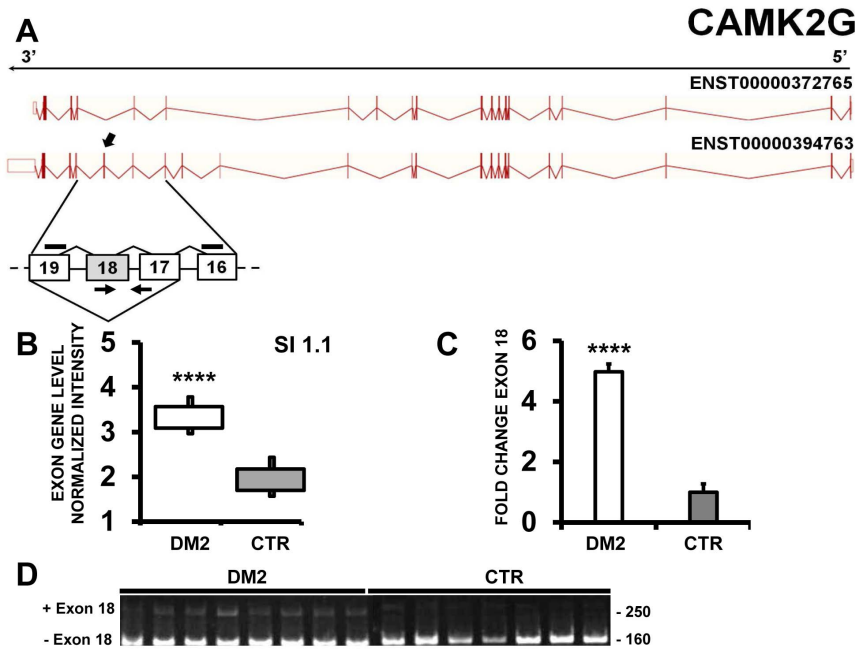 A
CAMK2G
3’
5’
ENST00000372765
ENST00000394763
19
18
17
16
B
EXON GENE LEVEL
NORMALIZED INTENSITY
SI 1.1
5
4
3
2
1
****
DM2
CTR
C
FOLD CHANGE EXON 18
6
4
2
0
****
DM2
CTR
D
DM2
CTR
+ Exon 18
- 250
- Exon 18
- 160